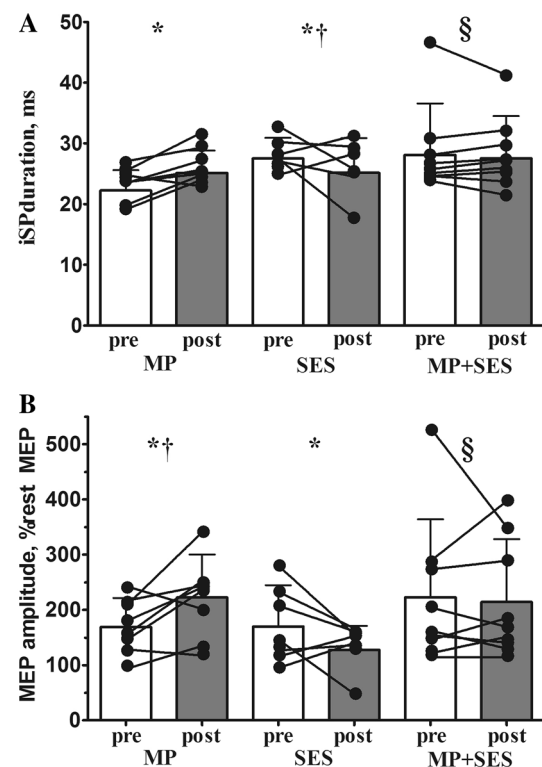 A
50
40
30
20
10
0
iSPduration, ms
* *† §
pre post pre post pre post
MP SES MP+SES
B
500
400
300
200
100
0
MEP amplitude, %rest MEP
*† * §
pre post pre post pre post
MP SES MP+SES